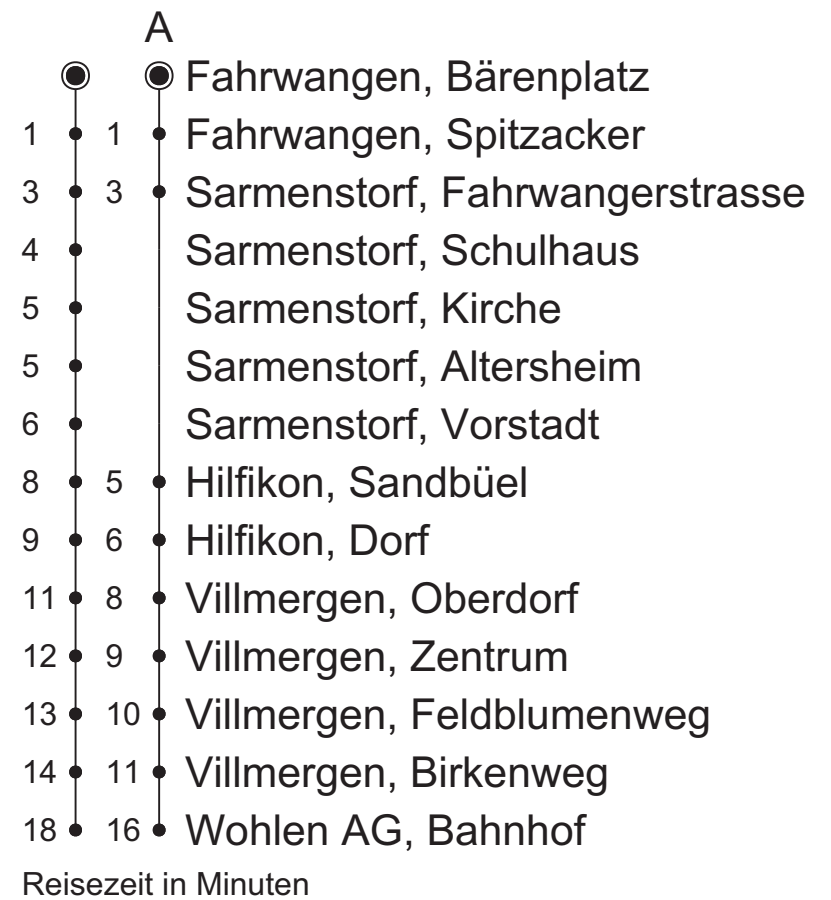 A
Fahrwangen, Bärenplatz
1 1 Fahrwangen, Spitzacker
3 3 Sarmenstorf, Fahrwangerstrasse
4 Sarmenstorf, Schulhaus
5 Sarmenstorf, Kirche
5 Sarmenstorf, Altersheim
6 Sarmenstorf, Vorstadt
8 5 Hilfikon, Sandbüel
9 6 Hilfikon, Dorf
11 8 Villmergen, Oberdorf
12 9 Villmergen, Zentrum
13 10 Villmergen, Feldblumenweg
14 11 Villmergen, Birkenweg
18 16 Wohlen AG, Bahnhof
Reisezeit in Minuten